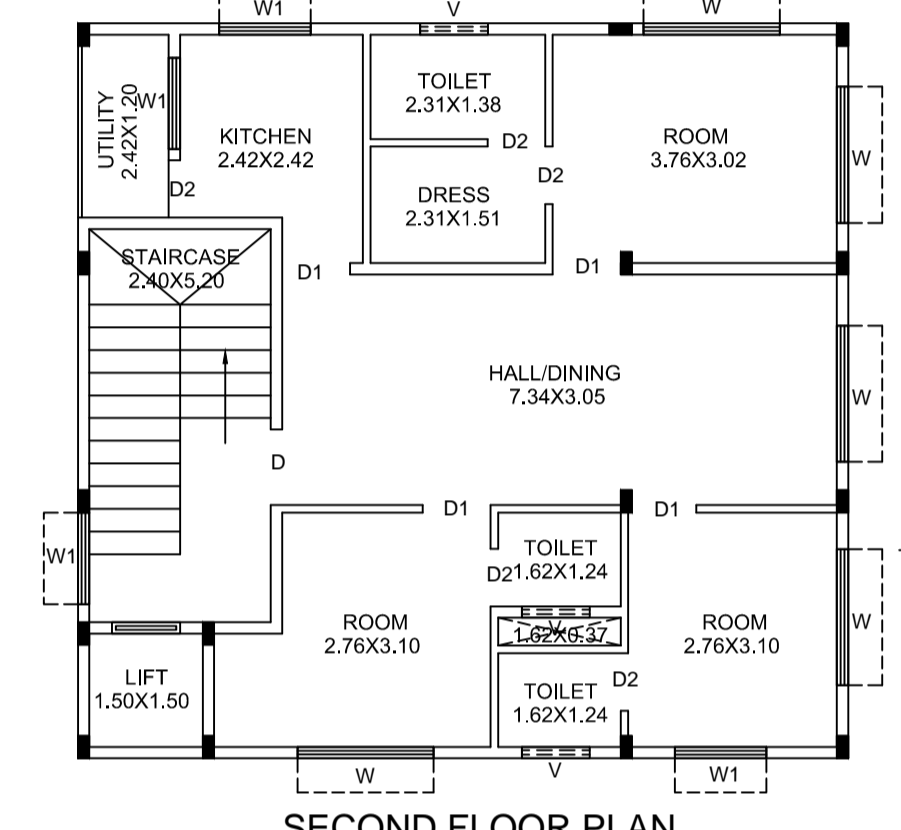 W1
V
W
UTILITY
2.42X1.20
W1
KITCHEN
2.42X2.42
D2
TOILET
2.31X1.38
D2
DRESS
2.31X1.51
D2
ROOM
3.76X3.02
W
STAIRCASE
2.40X5.20
D1
D1
HALL/DINING
7.34X3.05
W
D
D1
D1
W1
TOILET
1.62X1.24
D2
V
1.62X0.37
ROOM
2.76X3.10
ROOM
2.76X3.10
W
LIFT
1.50X1.50
TOILET
1.62X1.24
D2
W
V
W1
SECOND FLOOR PLAN